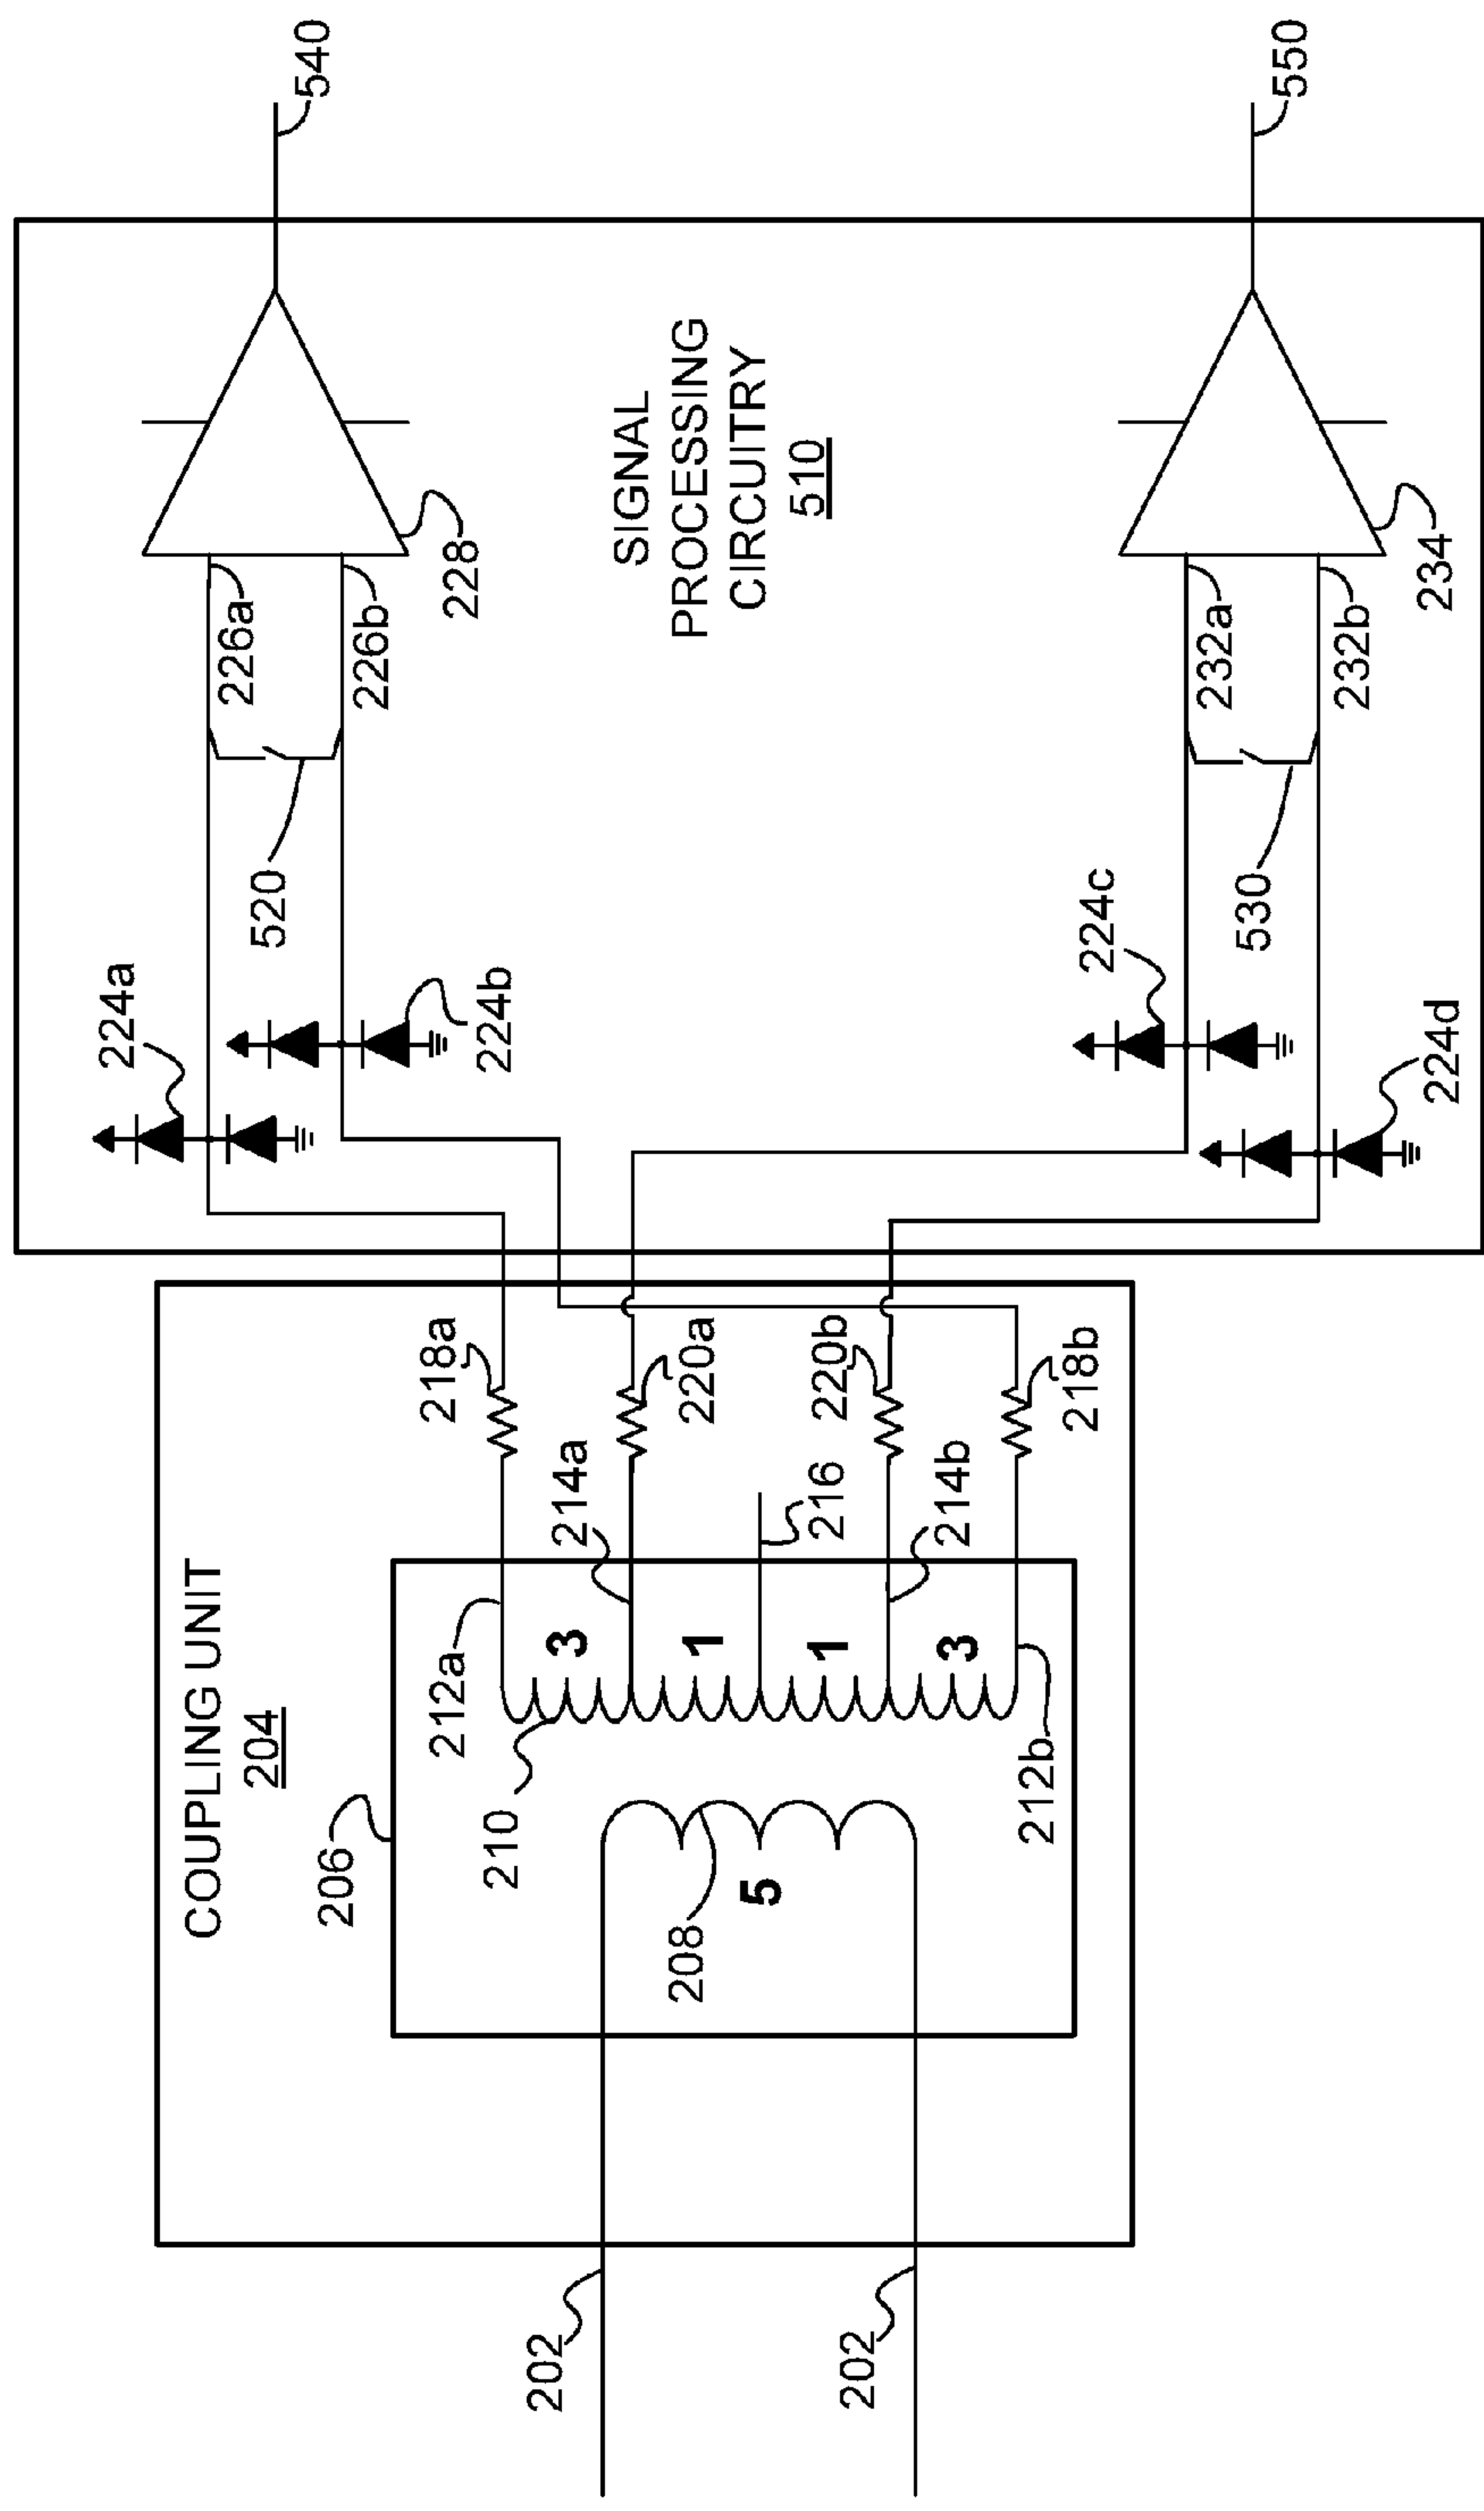 COUPLING UNIT
204
206
202
202
208
5
210
212a
212b
3
1
1
3
214a
214b
216
218a
220a
220b
218b
224a
224b
224c
224d
520
530
226a
226b
232a
232b
228
234
SIGNAL
PROCESSING
CIRCUITRY
510
540
550